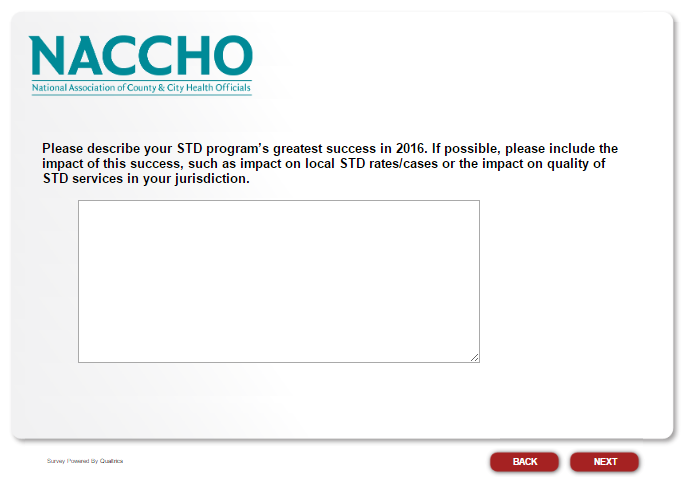 NACCHO
National Association of County & City Health Officials
Please describe your STD program's greatest success in 2016. If possible, please include the
impact of this success, such as impact on local STD rates/cases or the impact on quality of
STD services in your jurisdiction.
Survey Powered By Qualtrics
BACK
NEXT